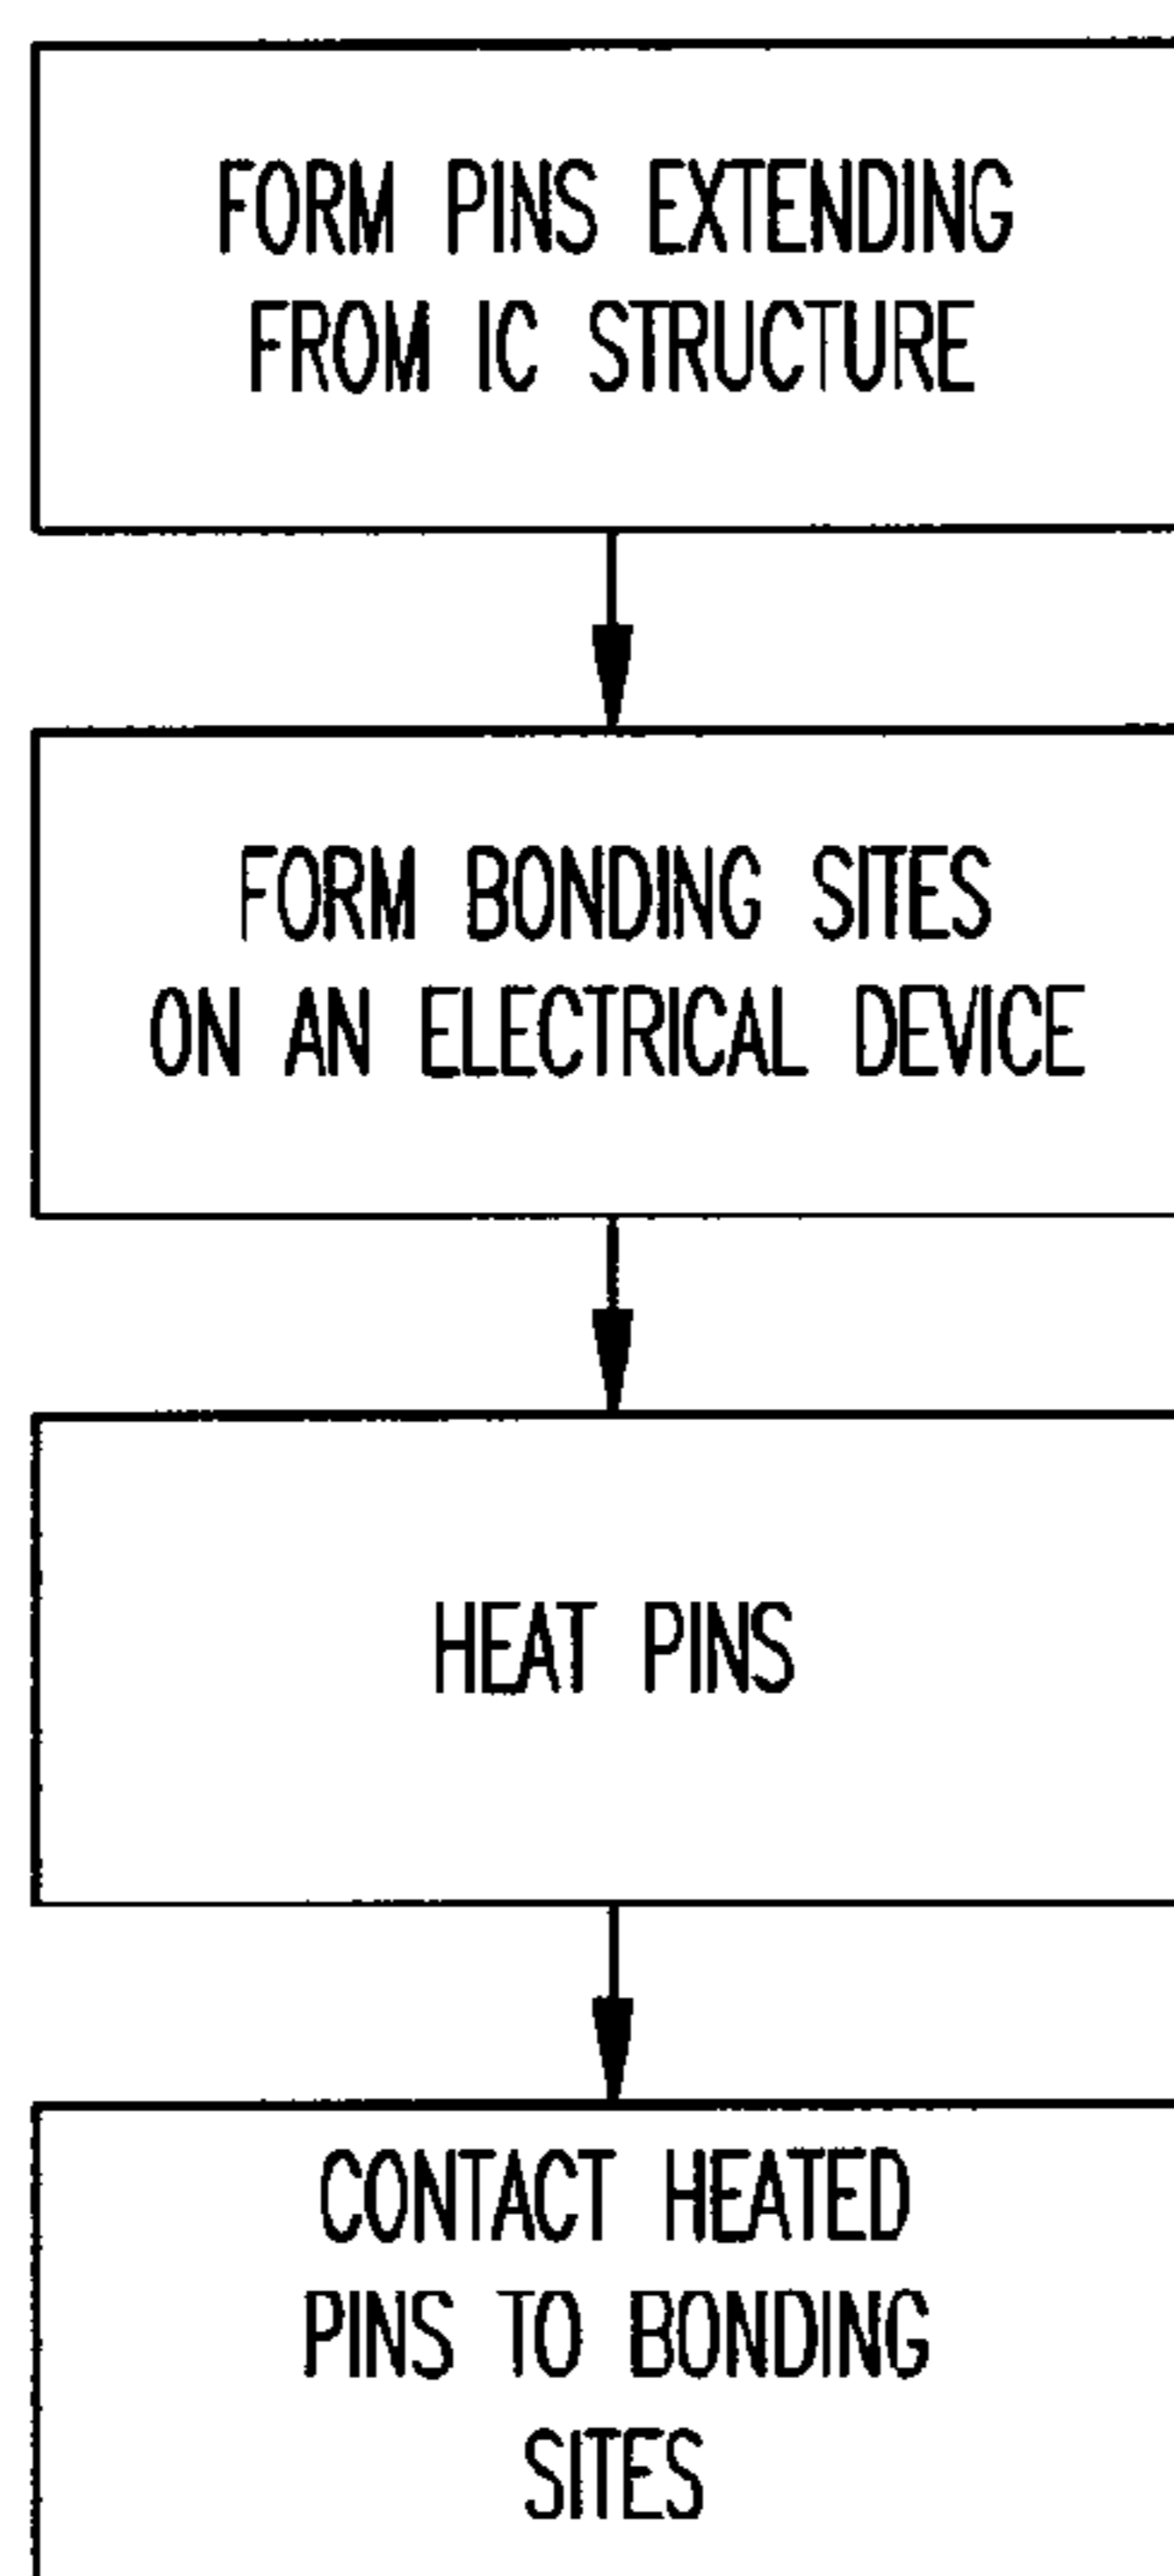 FORM PINS EXTENDING
FROM IC STRUCTURE
FORM BONDING SITES
ON AN ELECTRICAL DEVICE
HEAT PINS
CONTACT HEATED
PINS TO BONDING
SITES